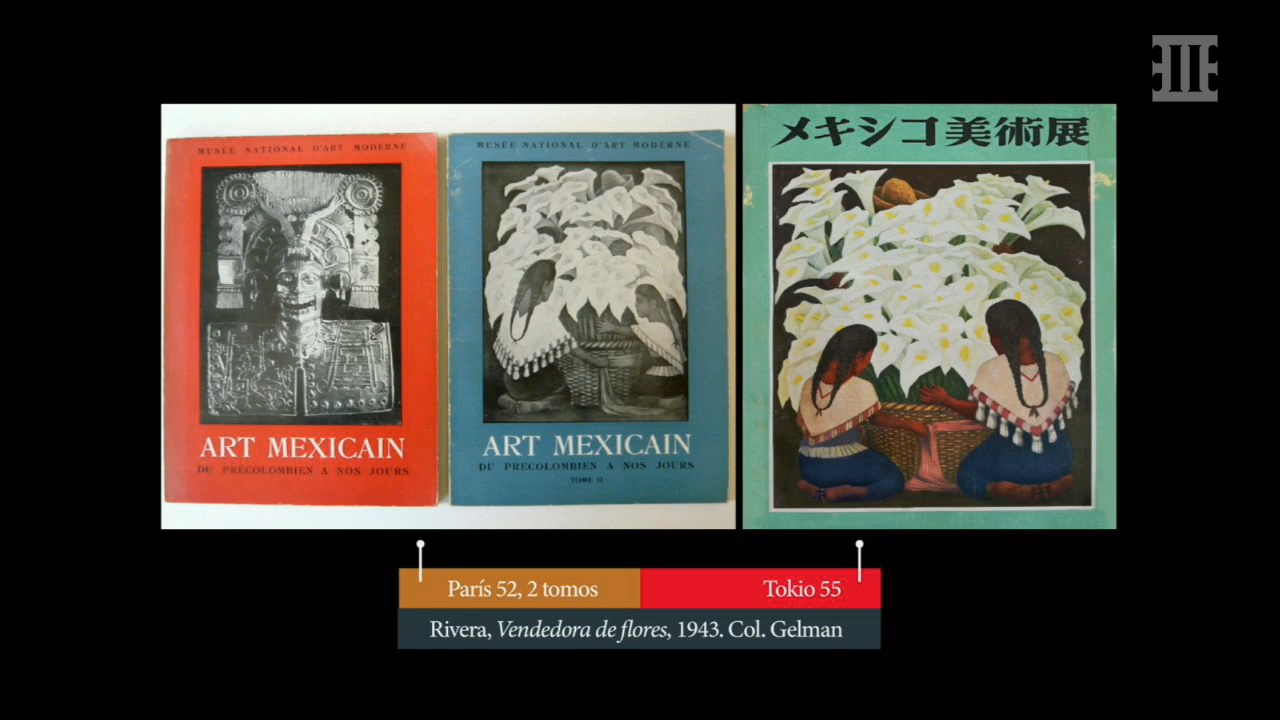 MUSÉE NATIONAL D'ART MODERNE
ART MEXICAIN
DU PRÉCOLOMBIEN A NOS JOURS
MUSÉE NATIONAL D'ART MODERNE
ART MEXICAIN
DU PRECOLOMBIEN A NOS JOURS
TOME II
メキシコ美術展
París 52, 2 tomos
Tokio 55
Rivera, Vendedora de flores, 1943. Col. Gelman